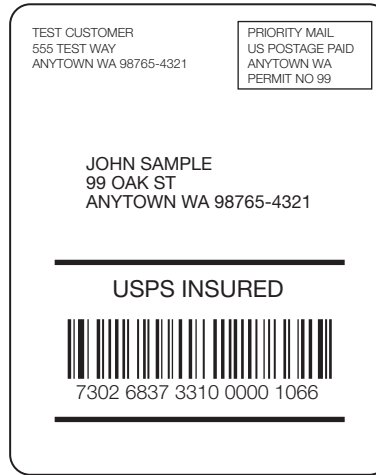 TEST CUSTOMER
555 TEST WAY
ANYTOWN WA 98765-4321
PRIORITY MAIL
US POSTAGE PAID
ANYTOWN WA
PERMIT NO 99
JOHN SAMPLE
99 OAK ST
ANYTOWN WA 98765-4321
USPS INSURED
7302 6837 3310 0000 1066